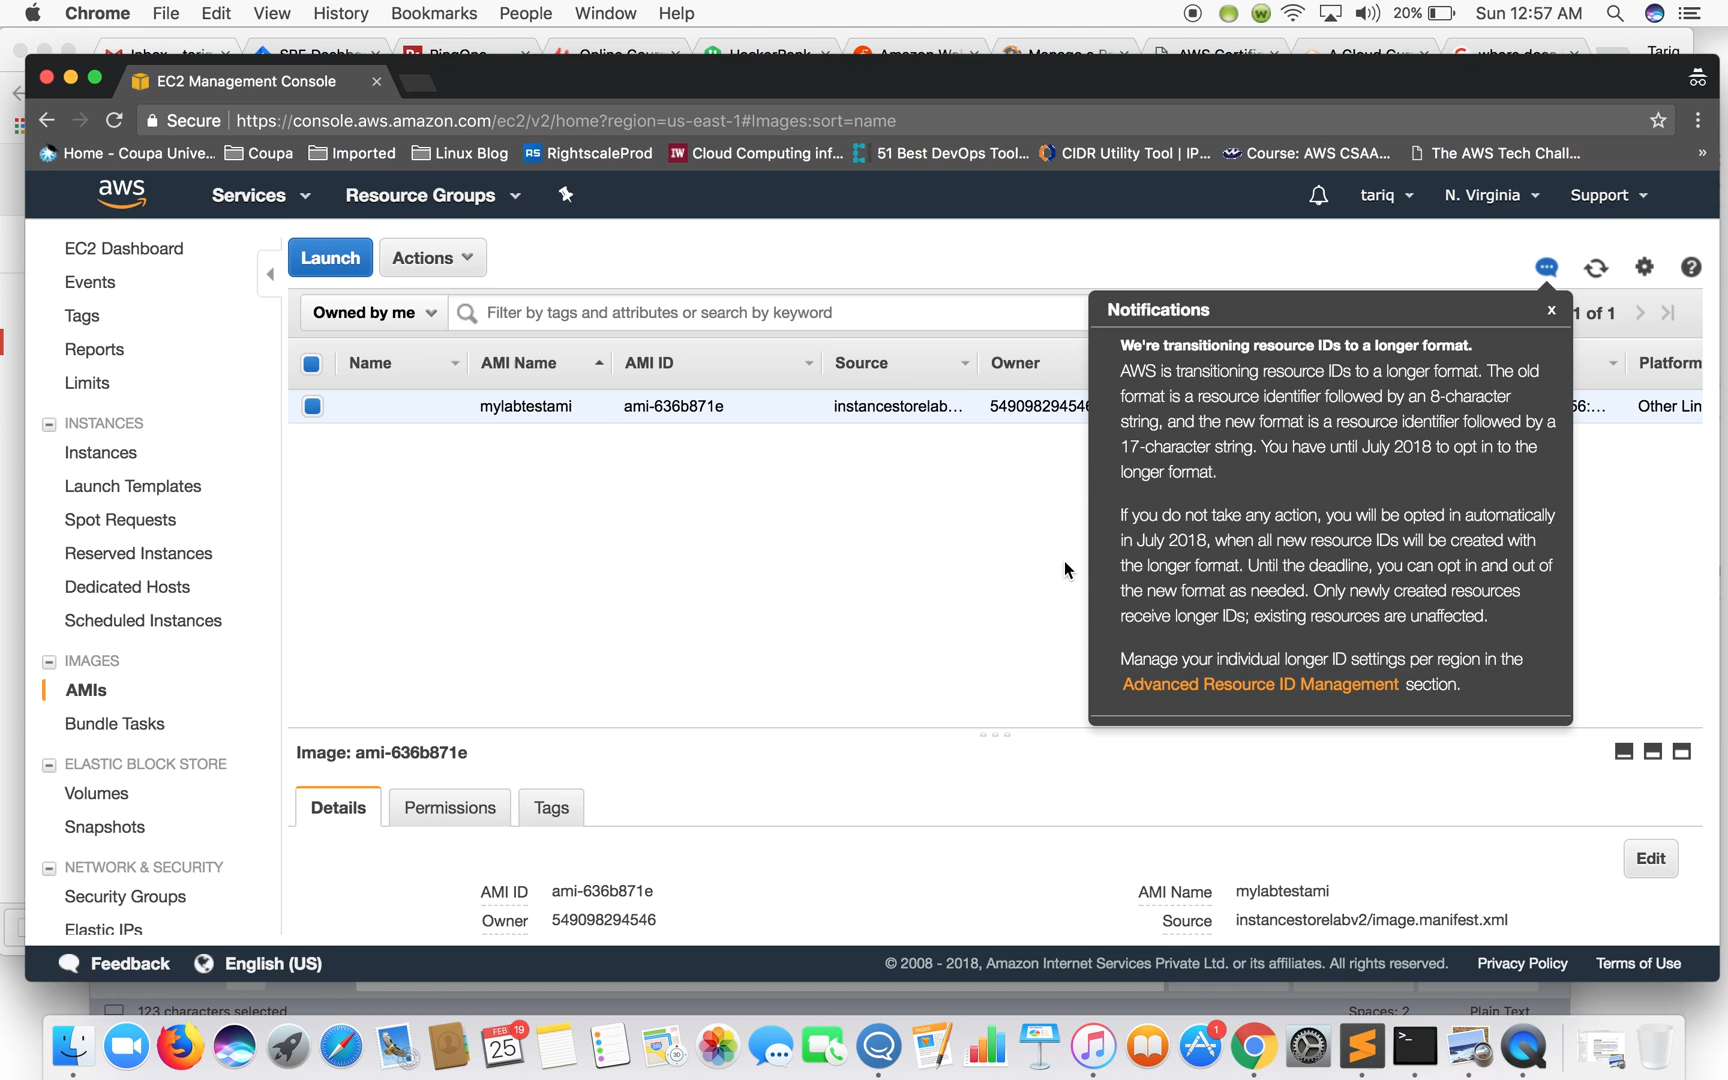 Chrome File Edit View History Bookmarks People Window Help 20% Sun 12:57 AM
Tariq
EC2 Management Console ×
Secure https://console.aws.amazon.com/ec2/v2/home?region=us-east-1#Images:sort=name
Home - Coupa Unive... Coupa Imported Linux Blog RS RightscaleProd IW Cloud Computing inf... 51 Best DevOps Tool... CIDR Utility Tool | IP... Course: AWS CSAA... The AWS Tech Chall... »
aws Services Resource Groups tariq N. Virginia Support
EC2 Dashboard
Events
Tags
Reports
Limits
INSTANCES
Instances
Launch Templates
Spot Requests
Reserved Instances
Dedicated Hosts
Scheduled Instances
IMAGES
AMIs
Bundle Tasks
ELASTIC BLOCK STORE
Volumes
Snapshots
NETWORK & SECURITY
Security Groups
Elastic IPs
Launch Actions
Owned by me Filter by tags and attributes or search by keyword 1 of 1
Name AMI Name AMI ID Source Owner Platform
mylabtestami ami-636b871e instancestorelab... 549098294546 56:... Other Lin
Notifications x
We're transitioning resource IDs to a longer format.
AWS is transitioning resource IDs to a longer format. The old
format is a resource identifier followed by an 8-character
string, and the new format is a resource identifier followed by a
17-character string. You have until July 2018 to opt in to the
longer format.
If you do not take any action, you will be opted in automatically
in July 2018, when all new resource IDs will be created with
the longer format. Until the deadline, you can opt in and out of
the new format as needed. Only newly created resources
receive longer IDs; existing resources are unaffected.
Manage your individual longer ID settings per region in the
Advanced Resource ID Management section.
Image: ami-636b871e
Details Permissions Tags
Edit
AMI ID ami-636b871e AMI Name mylabtestami
Owner 549098294546 Source instancestorelabv2/image.manifest.xml
Feedback English (US) © 2008 - 2018, Amazon Internet Services Private Ltd. or its affiliates. All rights reserved. Privacy Policy Terms of Use
123 characters selected Spaces: 2 Plain Text
FEB 19
25
1